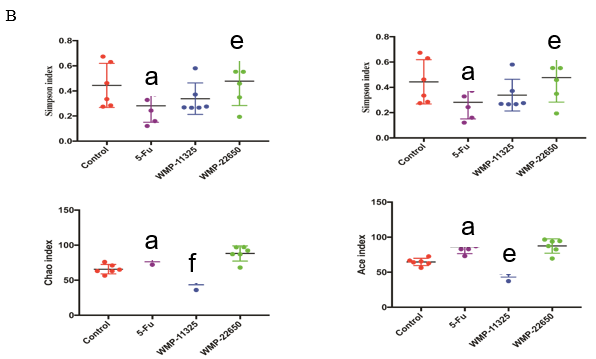 B
Simpson index
0.8
0.6
0.4
0.2
0.0
a
e
Control
5-Fu
WMP-11325
WMP-22650
Simpson index
0.8
0.6
0.4
0.2
0.0
a
e
Control
5-Fu
WMP-11325
WMP-22650
Chao index
150
100
50
0
a
f
Control
5-Fu
WMP-11325
WMP-22650
Ace index
150
100
50
0
a
e
Control
5-Fu
WMP-11325
WMP-22650